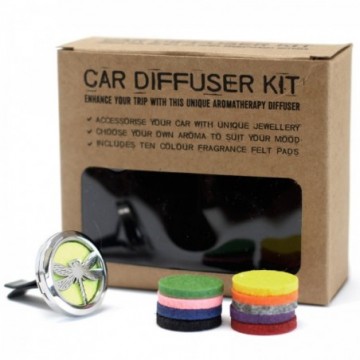 CAR DIFFUSER KIT
ENHANCE YOUR TRIP WITH THIS UNIQUE AROMATHERAPY DIFFUSER
✓ ACCESSORISE YOUR CAR WITH UNIQUE JEWELLERY
✓ CHOOSE YOUR OWN AROMA TO SUIT YOUR MOOD
✓ INCLUDES TEN COLOUR FRAGRANCE FELT PADS